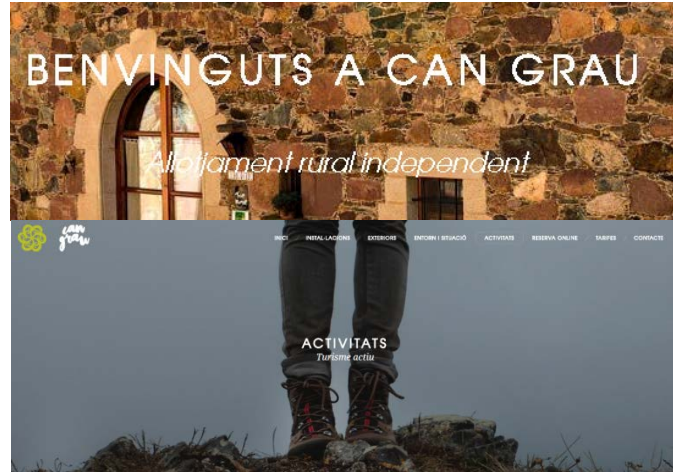 BENVINGUTS A CAN GRAU
Allotjament rural independent
can
grau
INICI INSTAL·LACIONS EXTERIORS ENTORN I SITUACIÓ ACTIVITATS RESERVA ONLINE TARIFES CONTACTE
ACTIVITATS
Turisme actiu